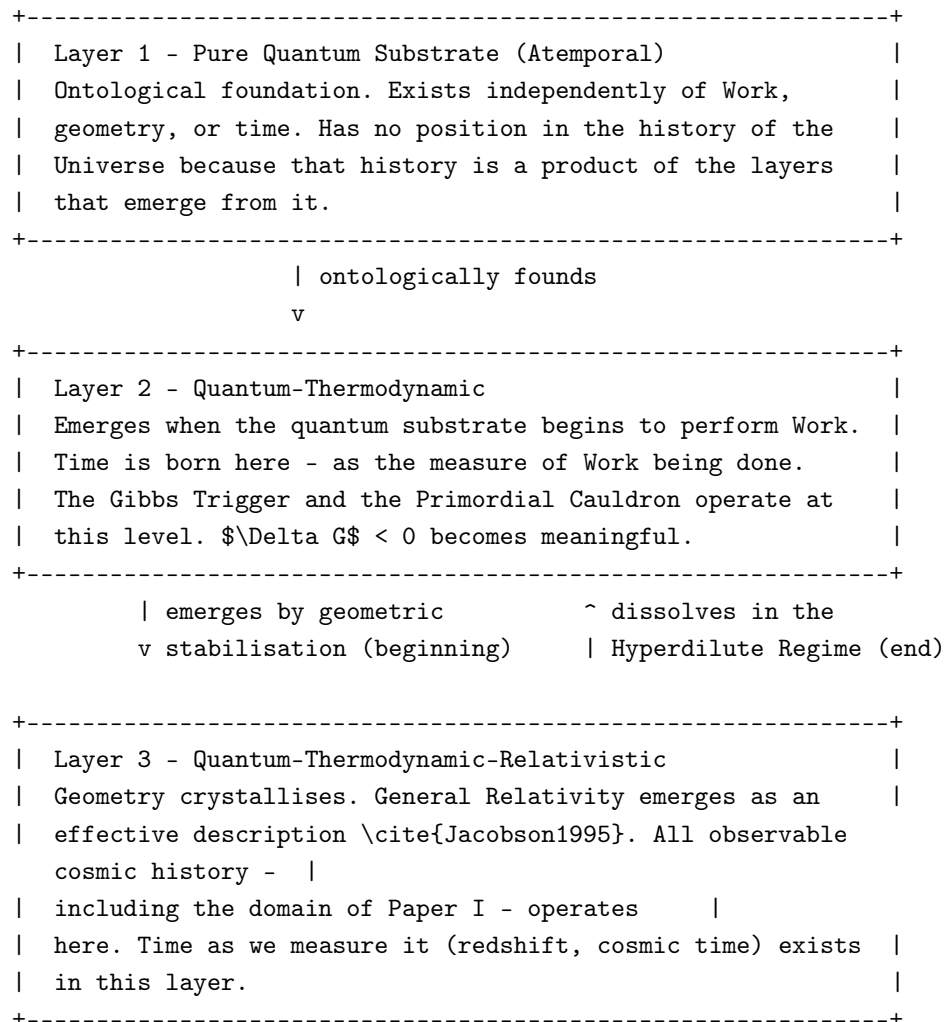 +--------------------------------------------------------------+
|  Layer 1 - Pure Quantum Substrate (Atemporal)                |
|  Ontological foundation. Exists independently of Work,       |
|  geometry, or time. Has no position in the history of the    |
|  Universe because that history is a product of the layers    |
|  that emerge from it.                                        |
+--------------------------------------------------------------+
                    | ontologically founds
                    v
+--------------------------------------------------------------+
|  Layer 2 - Quantum-Thermodynamic                             |
|  Emerges when the quantum substrate begins to perform Work.  |
|  Time is born here - as the measure of Work being done.      |
|  The Gibbs Trigger and the Primordial Cauldron operate at    |
|  this level. $\Delta G$ < 0 becomes meaningful.              |
+--------------------------------------------------------------+
         | emerges by geometric        ^ dissolves in the
         v stabilisation (beginning)   | Hyperdilute Regime (end)
+--------------------------------------------------------------+
|  Layer 3 - Quantum-Thermodynamic-Relativistic                |
|  Geometry crystallises. General Relativity emerges as an     |
|  effective description \cite{Jacobson1995}. All observable
   cosmic history -  |
|  including the domain of Paper I - operates     |
|  here. Time as we measure it (redshift, cosmic time) exists  |
|  in this layer.                                              |
+--------------------------------------------------------------+